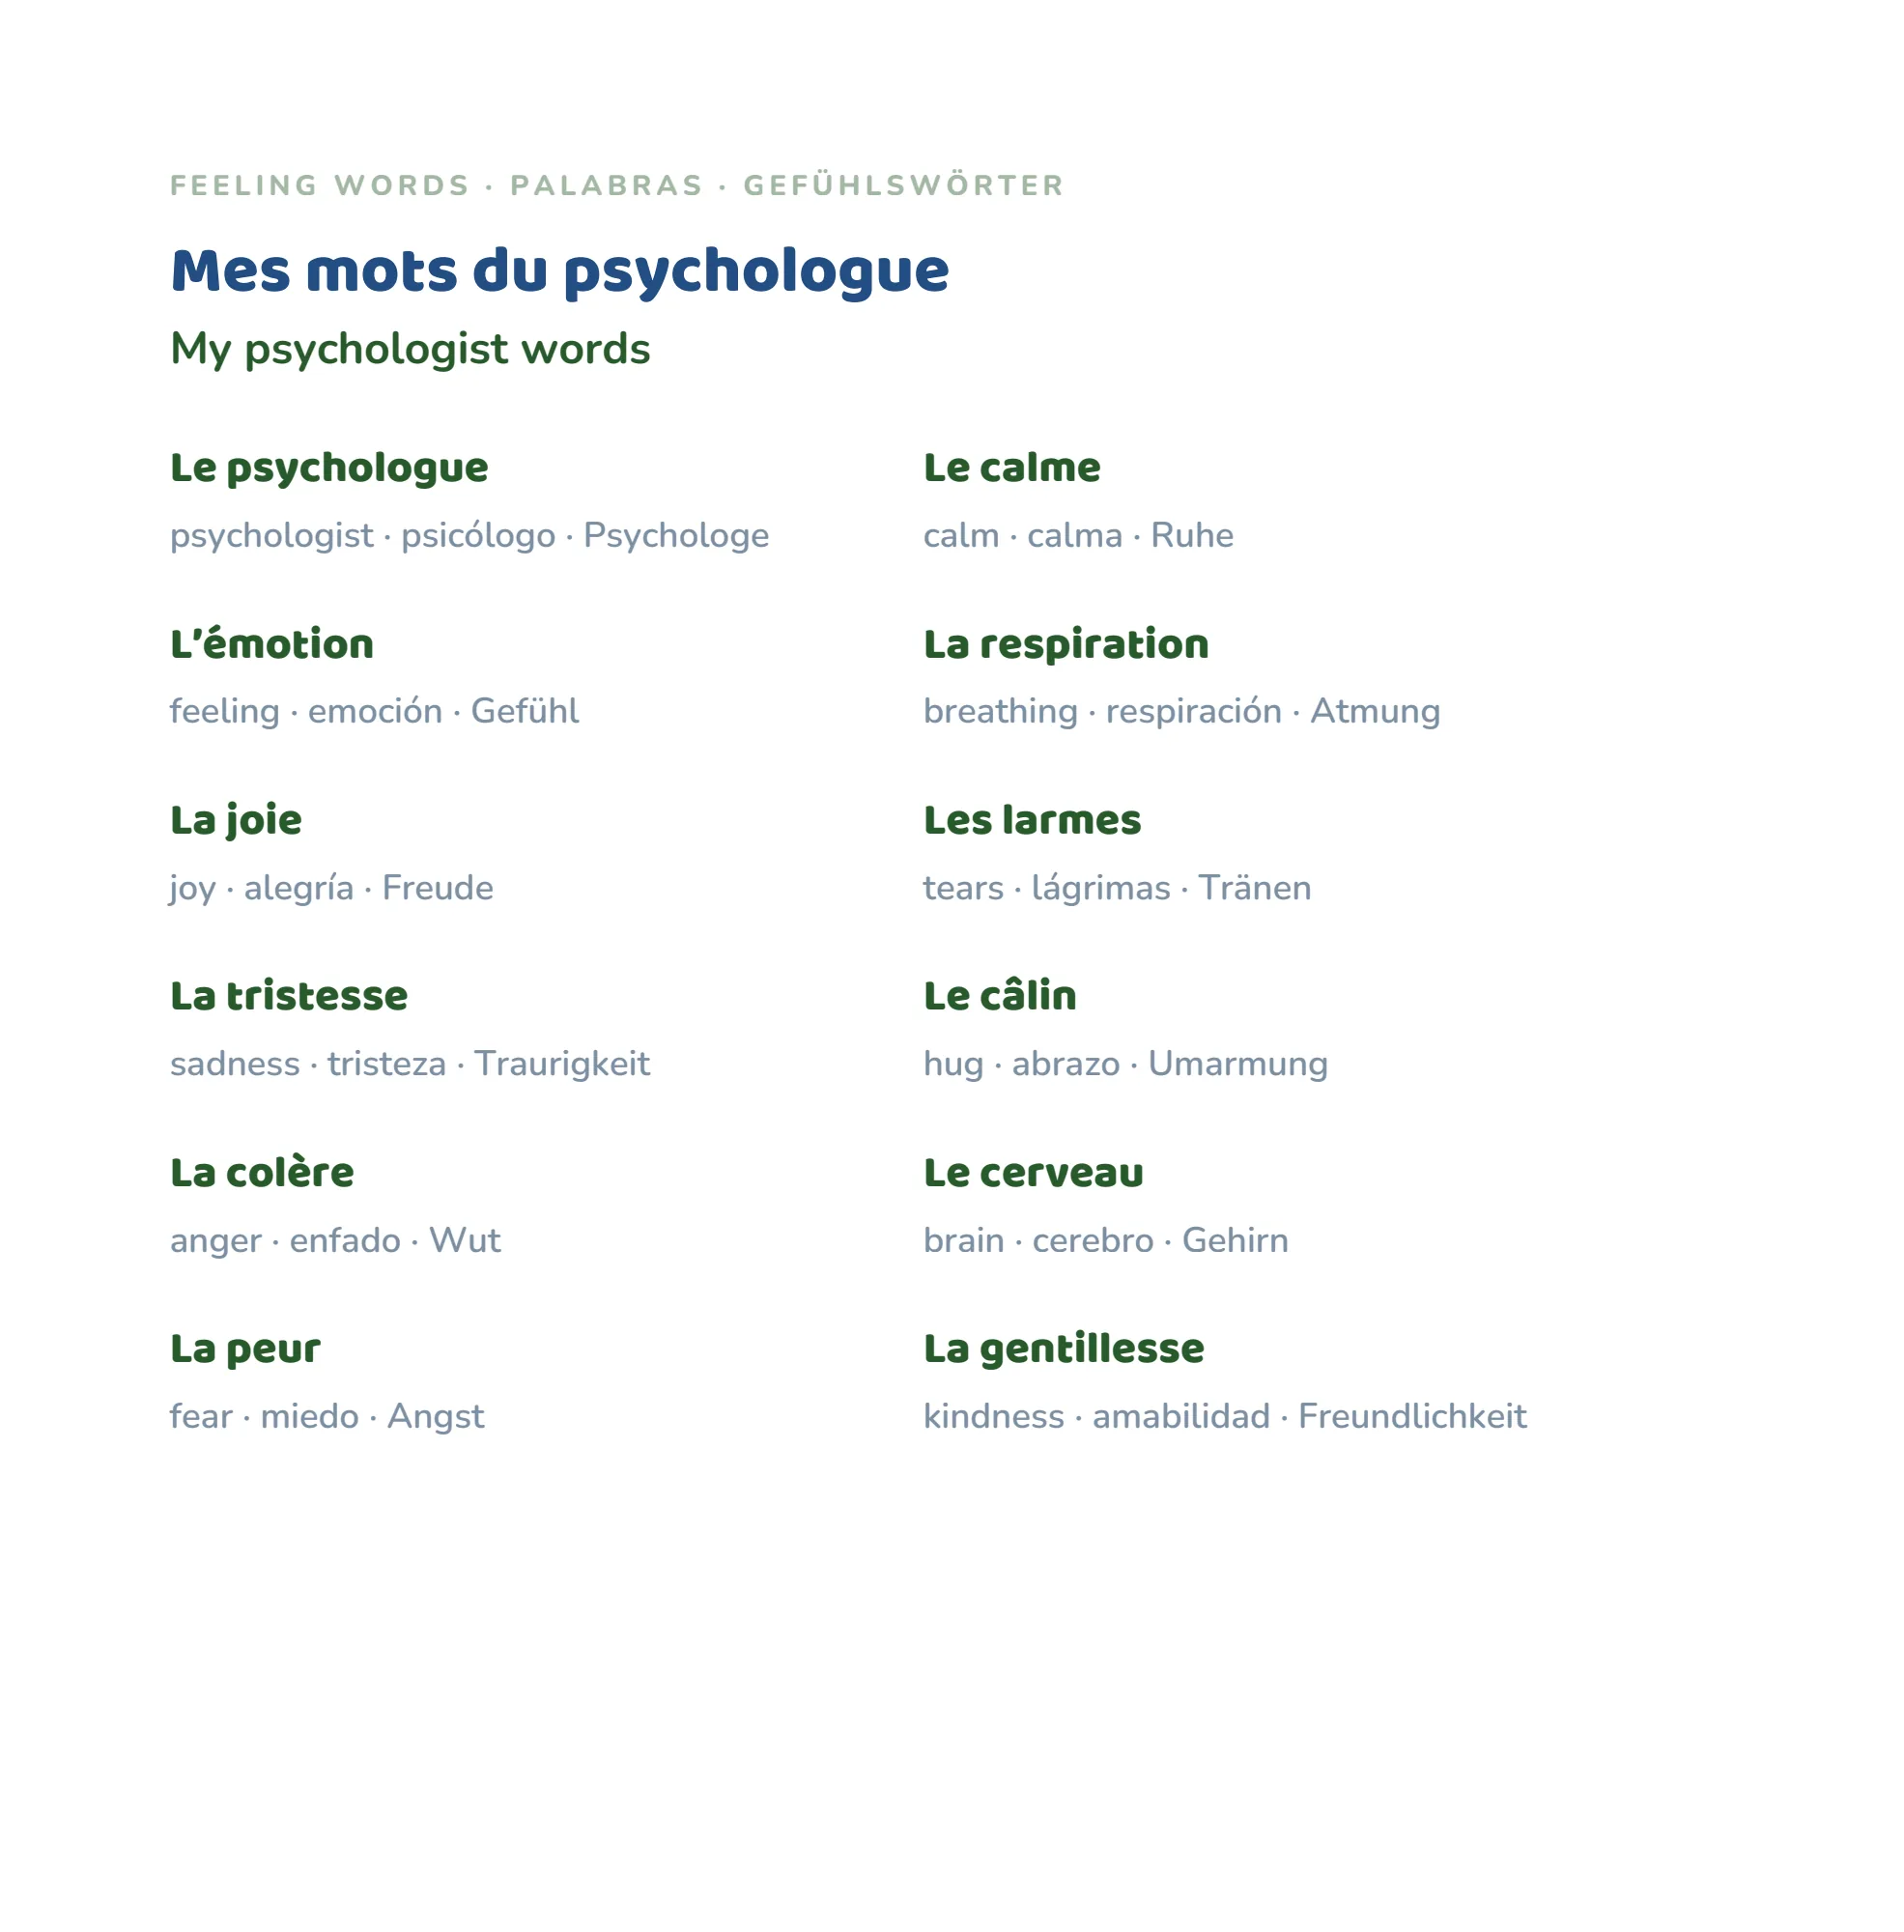 FEELING WORDS · PALABRAS · GEFÜHLSWÖRTER
Mes mots du psychologue
My psychologist words
Le psychologue
psychologist · psicólogo · Psychologe
L’émotion
feeling · emoción · Gefühl
La joie
joy · alegría · Freude
La tristesse
sadness · tristeza · Traurigkeit
La colère
anger · enfado · Wut
La peur
fear · miedo · Angst
Le calme
calm · calma · Ruhe
La respiration
breathing · respiración · Atmung
Les larmes
tears · lágrimas · Tränen
Le câlin
hug · abrazo · Umarmung
Le cerveau
brain · cerebro · Gehirn
La gentillesse
kindness · amabilidad · Freundlichkeit